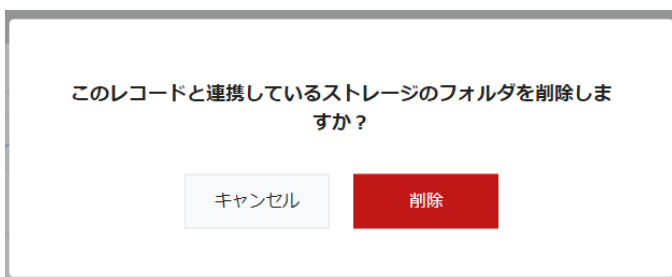 このレコードと連携しているストレージのフォルダを削除しま
すか？
キャンセル
削除